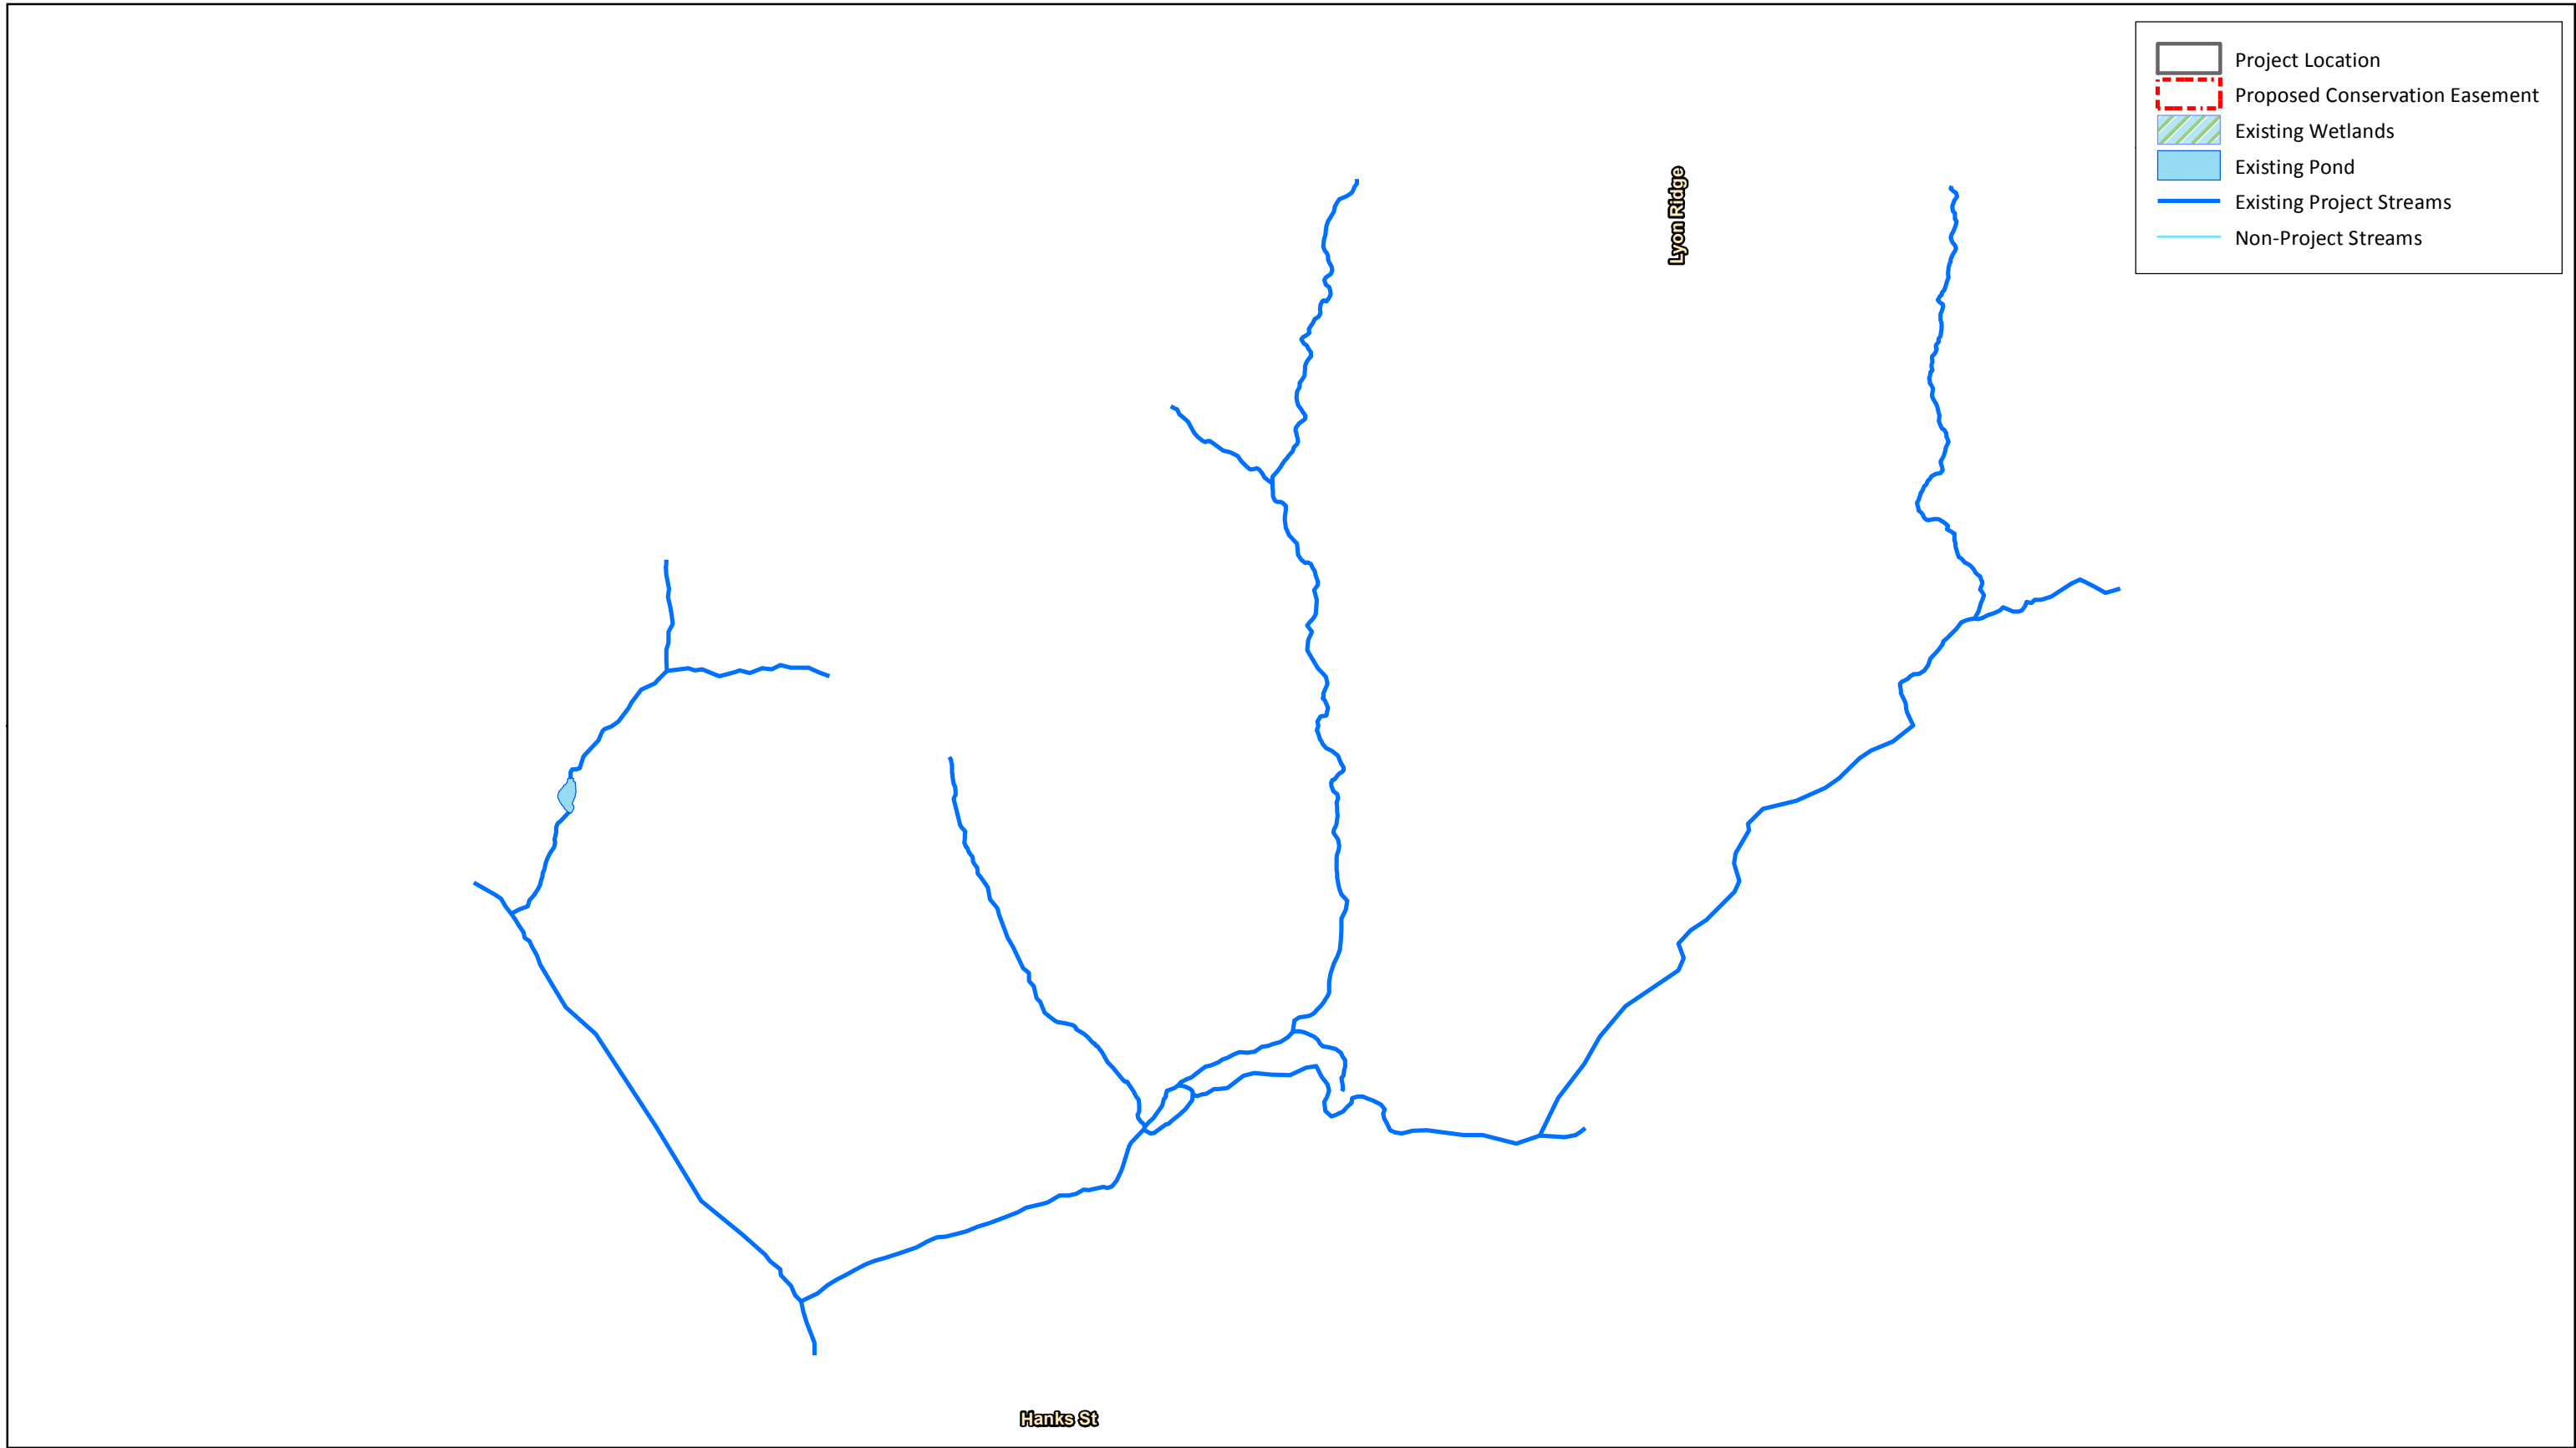 Project Location
Proposed Conservation Easement
Existing Wetlands
Existing Pond
Existing Project Streams
Non-Project Streams
Lyon Ridge
Hanks St